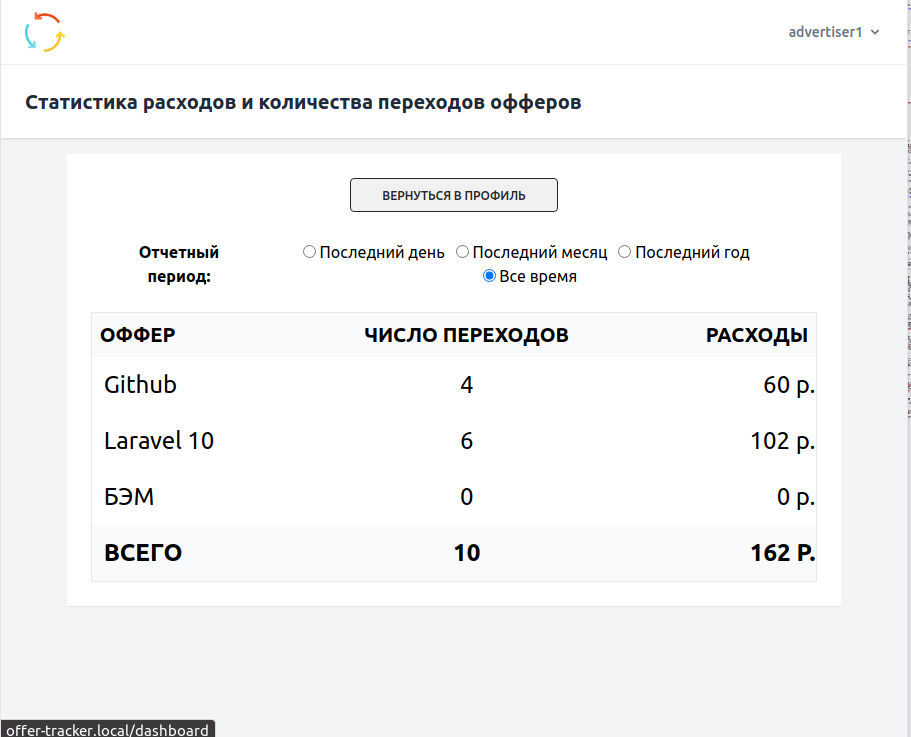 advertiser1
Статистика расходов и количества переходов офферов
ВЕРНУТЬСЯ В ПРОФИЛЬ
Отчетный период:
Последний день Последний месяц Последний год
Все время
ОФФЕР ЧИСЛО ПЕРЕХОДОВ РАСХОДЫ
Github 4 60 р.
Laravel 10 6 102 р.
БЭМ 0 0 р.
ВСЕГО 10 162 Р.
offer-tracker.local/dashboard